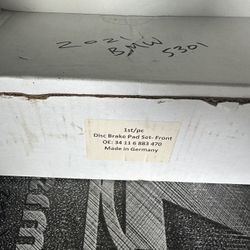 2021
BMW 530i
1st/pc
Disc Brake Pad Set- Front
OE: 34 11 6 883 470
Made in Germany